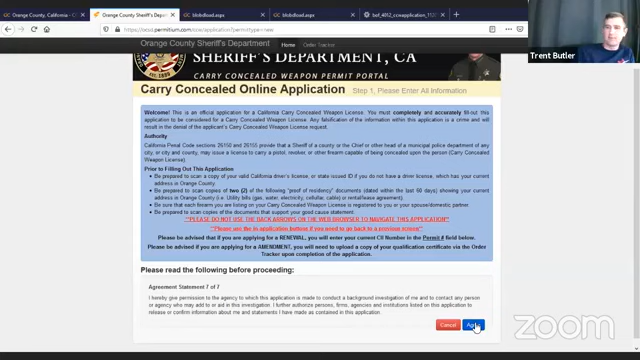 Orange County, California - C
Orange County Sheriff's Depart
blobdload.aspx
blobdload.aspx
Orange County Sheriff's Department
Home
Order Tracker
SHERIFF'S DEPARTMENT, CA
CARRY CONCEALED WEAPON PERMIT PORTAL
Trent Butler
Carry Concealed Online Application
Step 1, Please Enter All Information
Welcome! This is an official application for a California Carry Concealed Weapon License. You must completely and accurately fill-out this
application to be considered for a Carry Concealed Weapon License. Any falsification of the information within this application is a crime and will
result in the denial of the applicant's Carry Concealed Weapon License request.
Authority
California Penal Code sections 26150 and 26155 provide that a Sheriff of a County or the Chief or other head of a municipal police department of any
city or city and county, may issue a license to carry a pistol, revolver, or other firearm capable of being concealed upon the person (Carry Concealed
Weapon License).
Prior to Filling Out This Application
• Be prepared to scan a copy of your valid California driver's license, or state issued ID if you do not have a driver license, which has your current
address in Orange County.
• Be prepared to scan copies of two (2) of the following "proof of residency" documents (dated within the last 60 days) showing your current
address in Orange County (i.e. Utility bills (gas, water, electricity, cellular, cable) or rental/lease agreement).
• Be sure that each firearm you are listing on your Carry Concealed Weapon License is registered to you or your spouse/domestic partner.
• Be prepared to scan copies of the documents that support your good cause statement.
**PLEASE DO NOT USE THE BACK ARROWS ON THE WEB BROWSER TO NAVIGATE THIS APPLICATION**
**Please use the in application buttons if you need to go back to a previous screen**
Please be advised that if you are applying for a RENEWAL, you will enter your current CII Number in the Permit # field below.
Please be advised if you are applying for a AMENDMENT, you will need to upload a copy of your qualification certificate via the Order
Tracker upon completion of the application.
Please read the following before proceeding:
Agreement Statement 7 of 7
I hereby give permission to the agency to which this application is made to conduct a background investigation of me and to contact any person
or agency who may add to or aid in this investigation. I further authorize persons, firms, agencies and institutions listed on this application to
release or confirm information about me and statements I have made as contained in this application.
Cancel
zoom